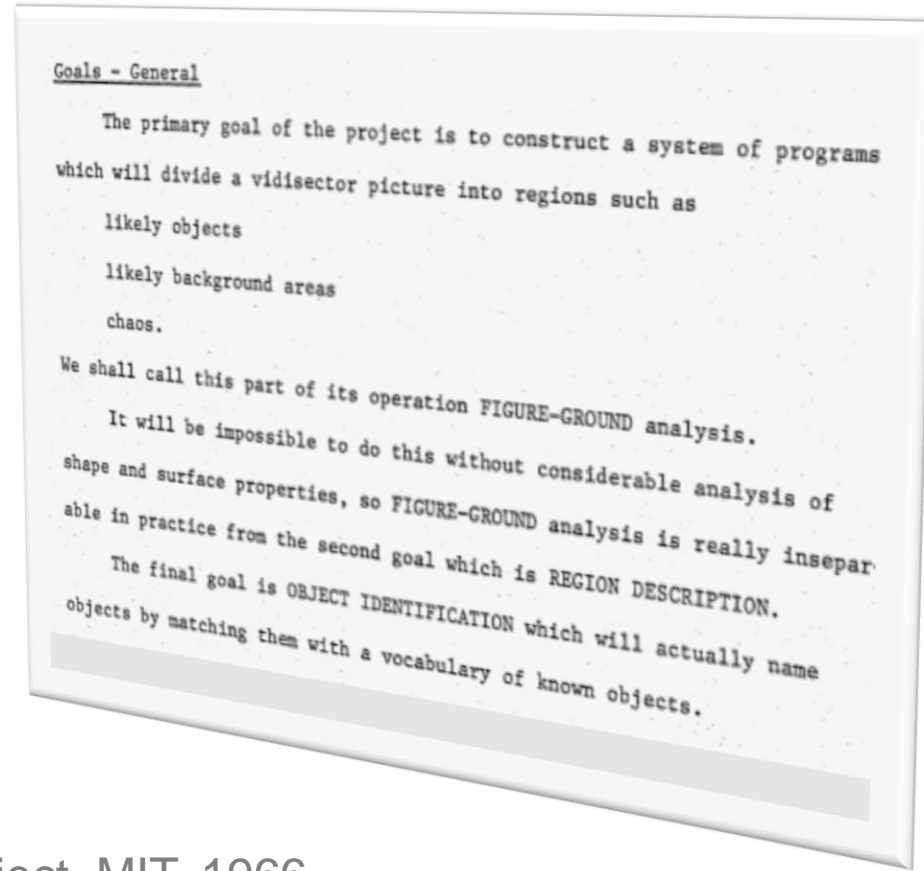 Goals - General
The primary goal of the project is to construct a system of programs
which will divide a vidisector picture into regions such as
likely objects
likely background areas
chaos.
We shall call this part of its operation FIGURE-GROUND analysis.
It will be impossible to do this without considerable analysis of
shape and surface properties, so FIGURE-GROUND analysis is really insepar-
able in practice from the second goal which is REGION DESCRIPTION.
The final goal is OBJECT IDENTIFICATION which will actually name
objects by matching them with a vocabulary of known objects.
MIT, 1966